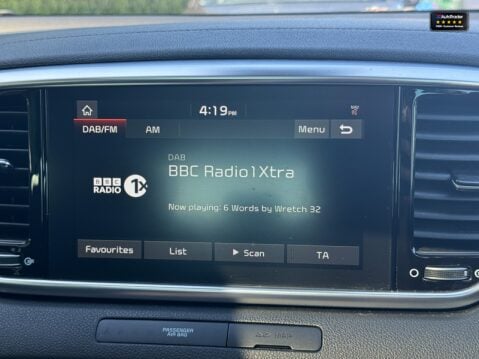 AutoTrader
4:19PM
DAB/FM AM Menu
DAB
BBC Radio 1Xtra
BBC
RADIO 1X
Now playing: 6 Words by Wretch 32
Favourites List Scan TA
PASSENGER
AIR BAG